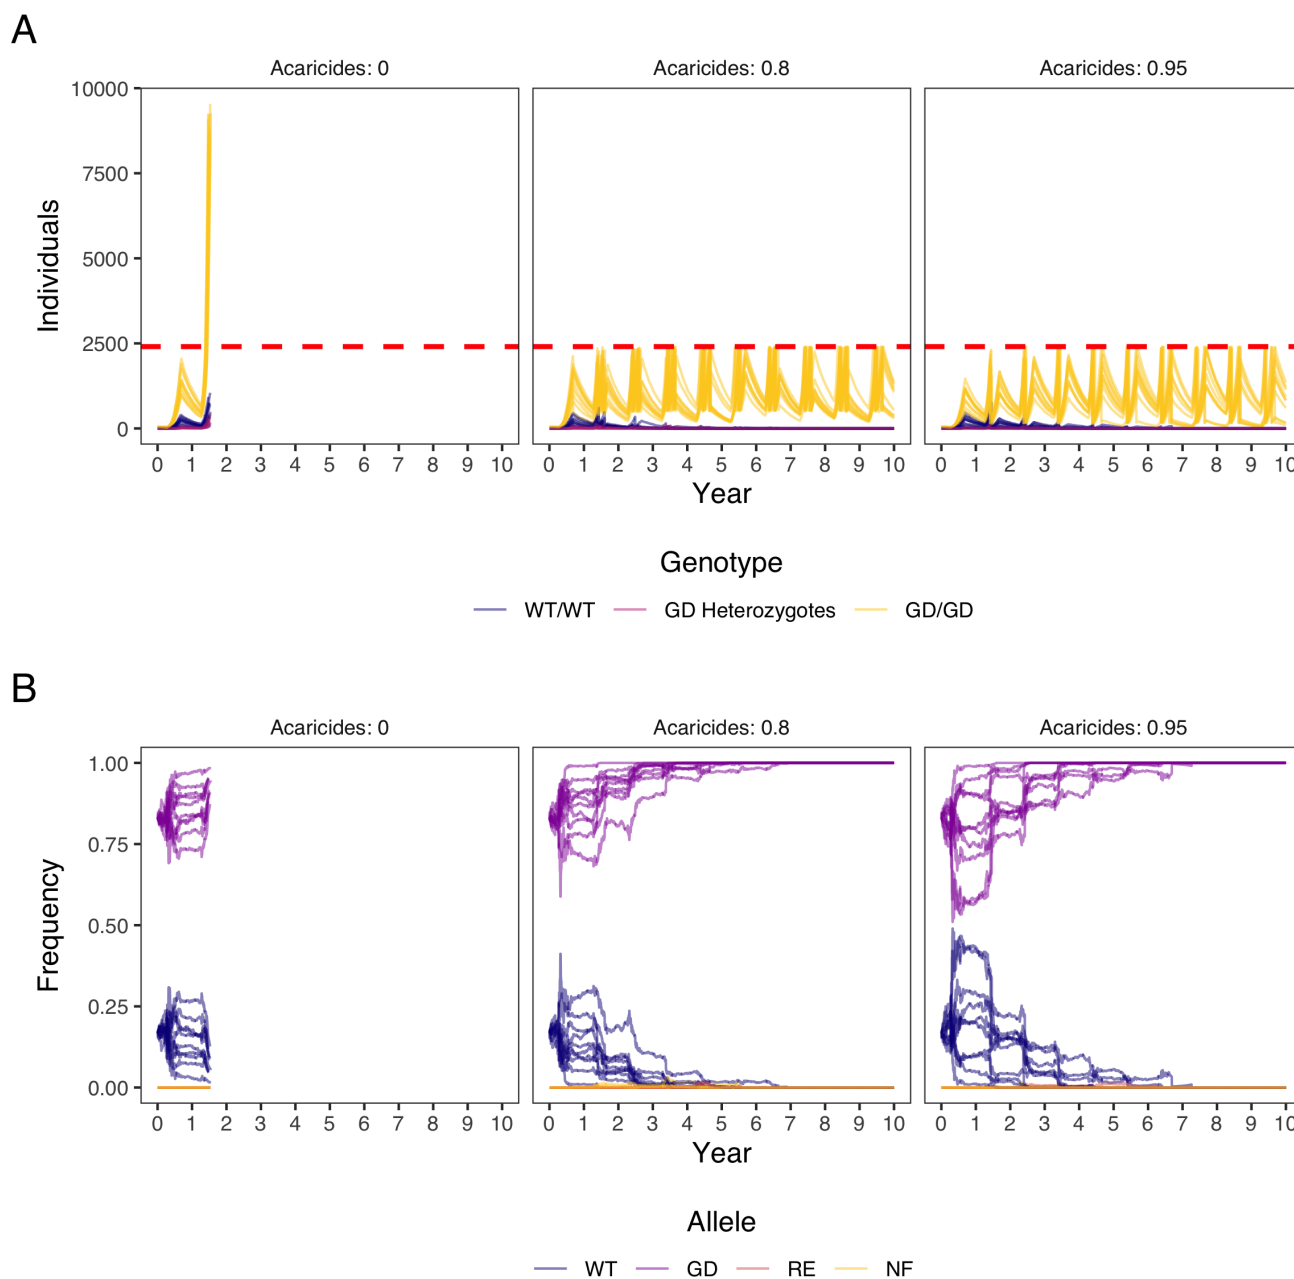 A
Acaricides: 0 Acaricides: 0.8 Acaricides: 0.95
10000
7500
5000
2500
0
Individuals
0 1 2 3 4 5 6 7 8 9 10 0 1 2 3 4 5 6 7 8 9 10 0 1 2 3 4 5 6 7 8 9 10
Year
Genotype
WT/WT GD Heterozygotes GD/GD
B
Acaricides: 0 Acaricides: 0.8 Acaricides: 0.95
1.00
0.75
0.50
0.25
0.00
Frequency
0 1 2 3 4 5 6 7 8 9 10 0 1 2 3 4 5 6 7 8 9 10 0 1 2 3 4 5 6 7 8 9 10
Year
Allele
WT GD RE NF